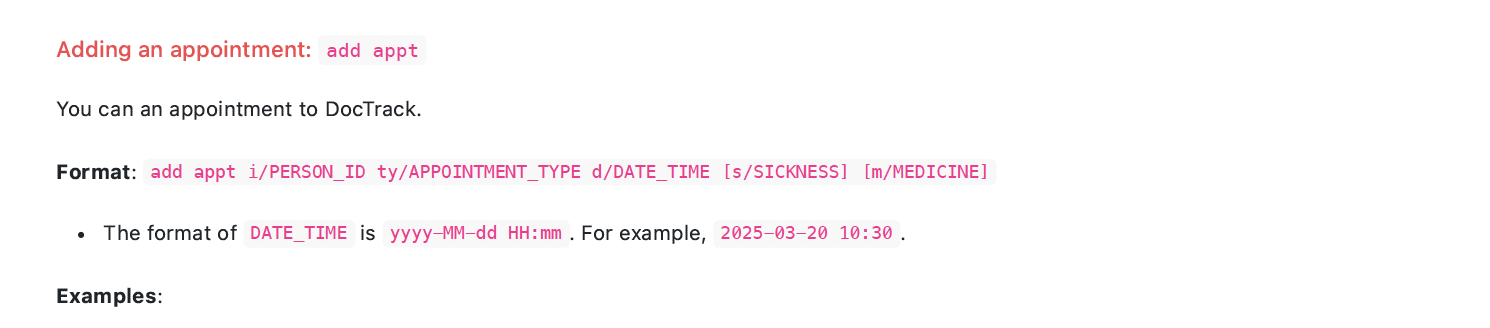 Adding an appointment: add appt
You can an appointment to DocTrack.
Format: add appt i/PERSON_ID ty/APPOINTMENT_TYPE d/DATE_TIME [s/SICKNESS] [m/MEDICINE]
• The format of DATE_TIME is yyyy-MM-dd HH:mm. For example, 2025-03-20 10:30.
Examples: